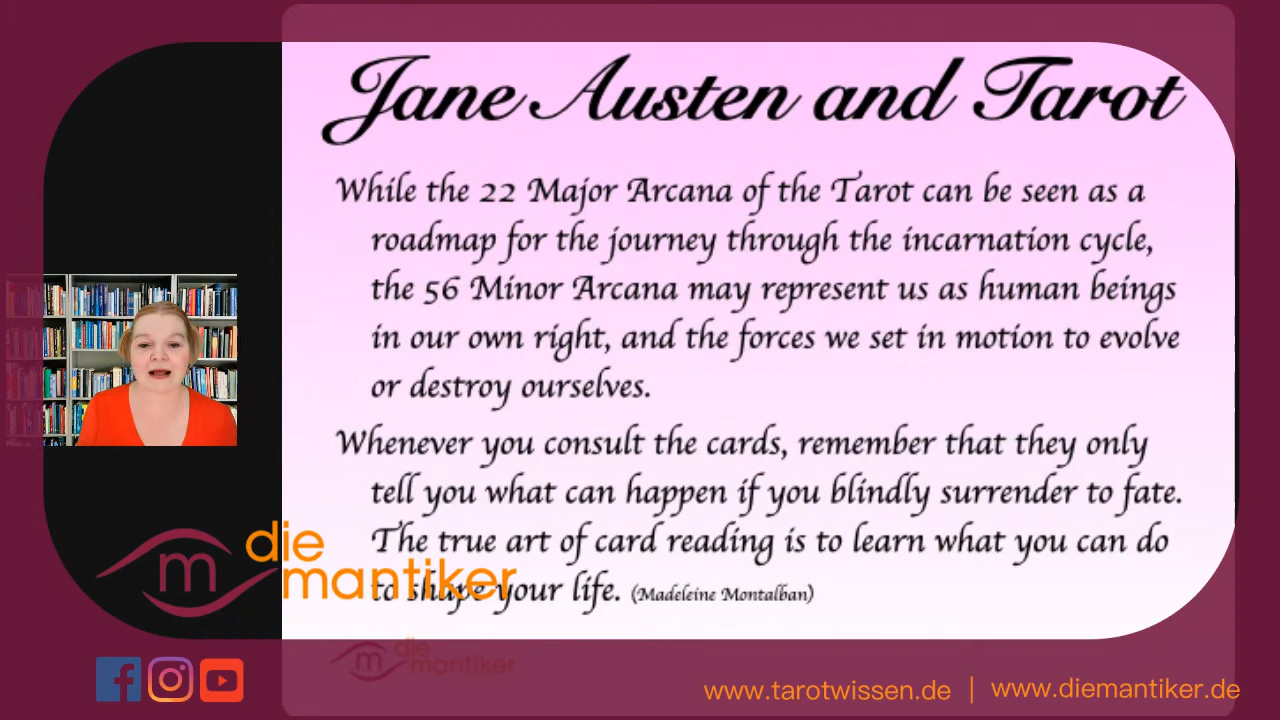 Jane Austen and Tarot
While the 22 Major Arcana of the Tarot can be seen as a
roadmap for the journey through the incarnation cycle,
the 56 Minor Arcana may represent us as human beings
in our own right, and the forces we set in motion to evolve
or destroy ourselves.
Whenever you consult the cards, remember that they only
tell you what can happen if you blindly surrender to fate.
The true art of card reading is to learn what you can do
to shape your life. (Madeleine Montalban)
m
die
mantiker
m
die
mantiker
www.tarotwissen.de | www.diemantiker.de